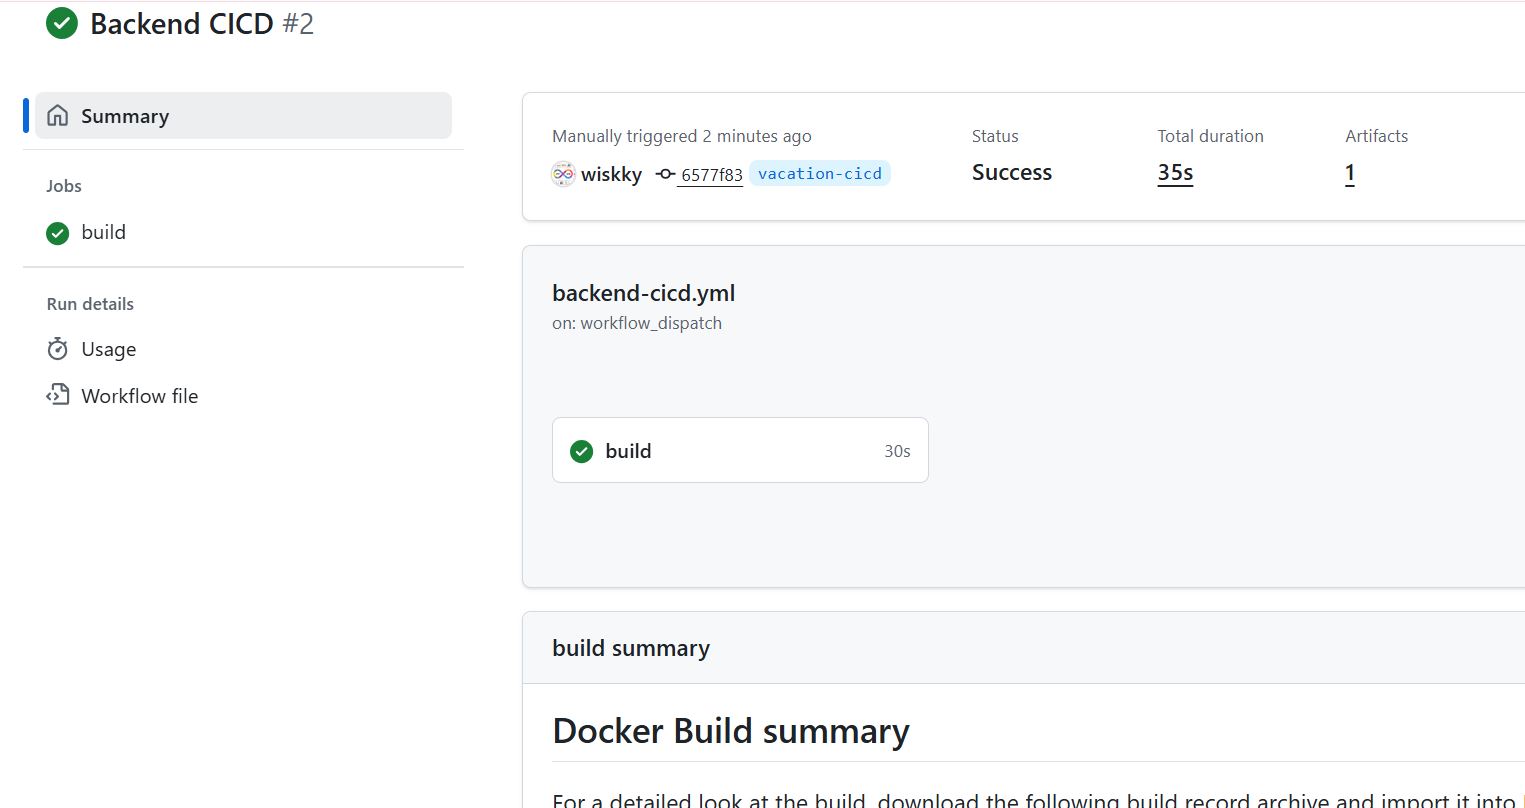 Backend CICD #2
Summary
Jobs
build
Run details
Usage
Workflow file
Manually triggered 2 minutes ago
wiskky 6577f83 vacation-cicd
Status
Success
Total duration
35s
Artifacts
1
backend-cicd.yml
on: workflow_dispatch
build 30s
build summary
Docker Build summary
For a detailed look at the build, download the following build record archive and import it into